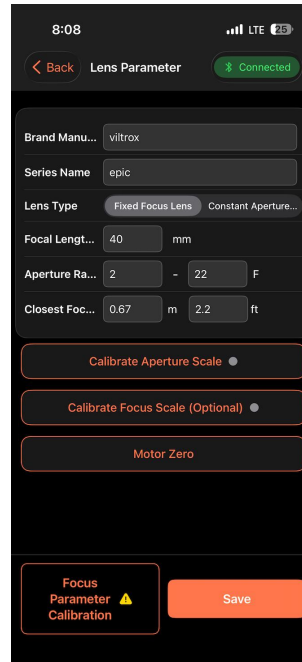 8:08 LTE 25
Back Lens Parameter Connected
Brand Manu... viltrox
Series Name epic
Lens Type Fixed Focus Lens Constant Aperture...
Focal Lengt... 40 mm
Aperture Ra... 2 - 22 F
Closest Foc... 0.67 m 2.2 ft
Calibrate Aperture Scale
Calibrate Focus Scale (Optional)
Motor Zero
Focus
Parameter
Calibration
Save